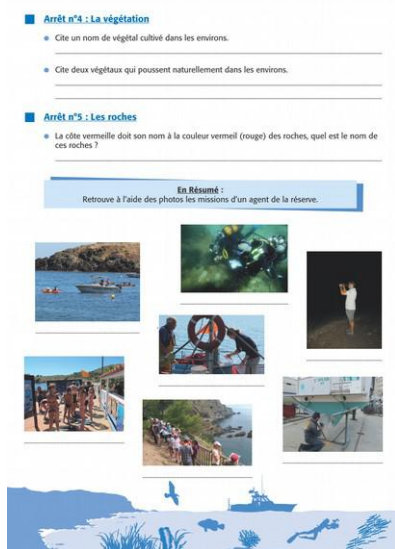 Arrêt n°4 : La végétation
Cite un nom de végétal cultivé dans les environs.
Cite deux végétaux qui poussent naturellement dans les environs.
Arrêt n°5 : Les roches
La côte vermeille doit son nom à la couleur vermeil (rouge) des roches, quel est le nom de
ces roches ?
En Résumé :
Retrouve à l'aide des photos les missions d'un agent de la réserve.